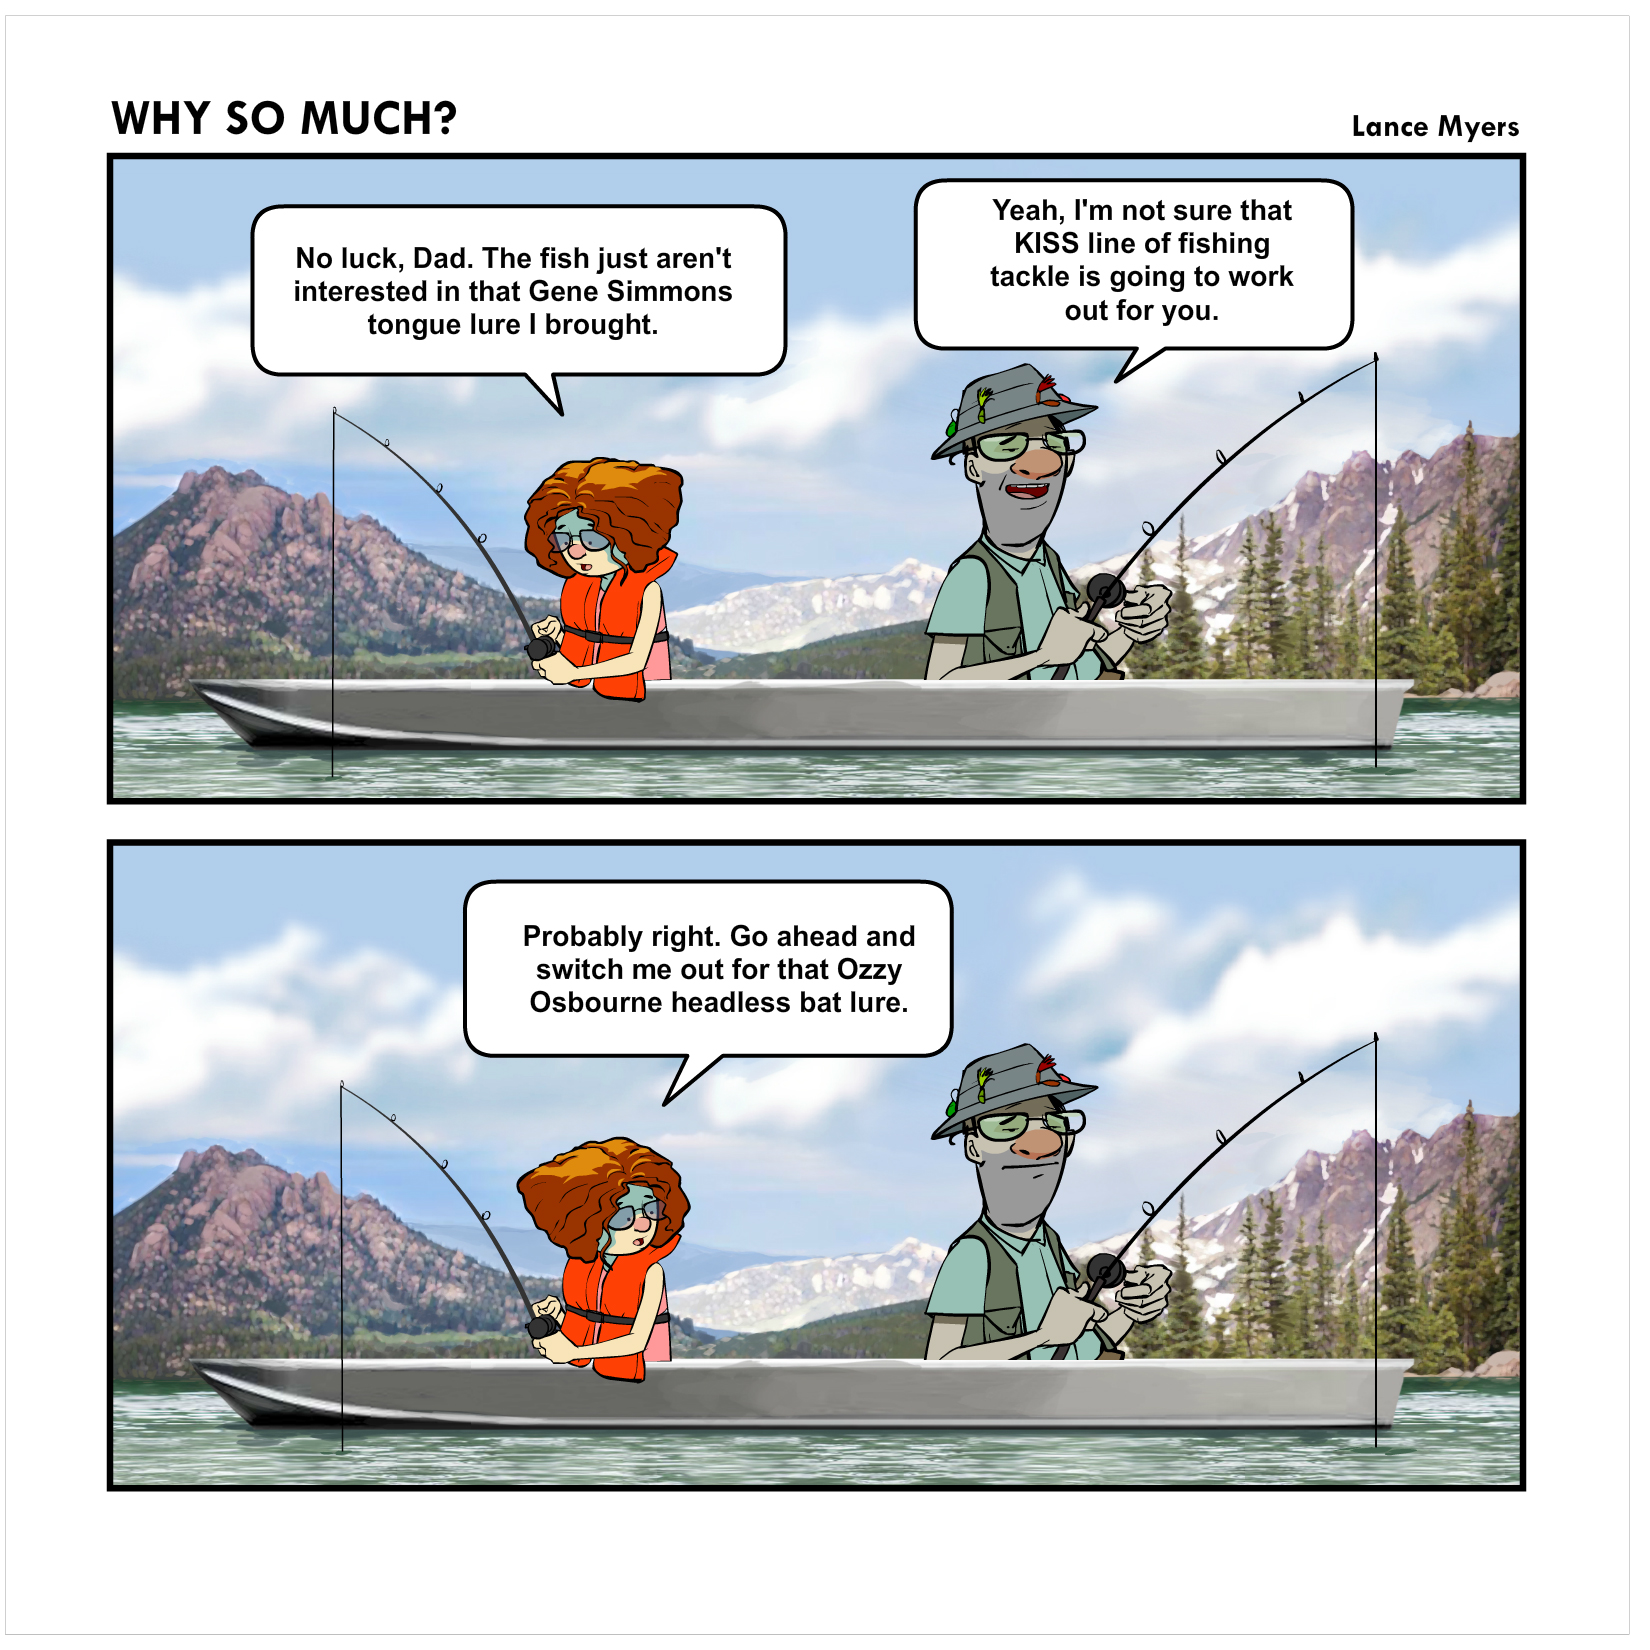 WHY SO MUCH?
Lance Myers
No luck, Dad. The fish just aren't
interested in that Gene Simmons
tongue lure I brought.
Yeah, I'm not sure that
KISS line of fishing
tackle is going to work
out for you.
Probably right. Go ahead and
switch me out for that Ozzy
Osbourne headless bat lure.